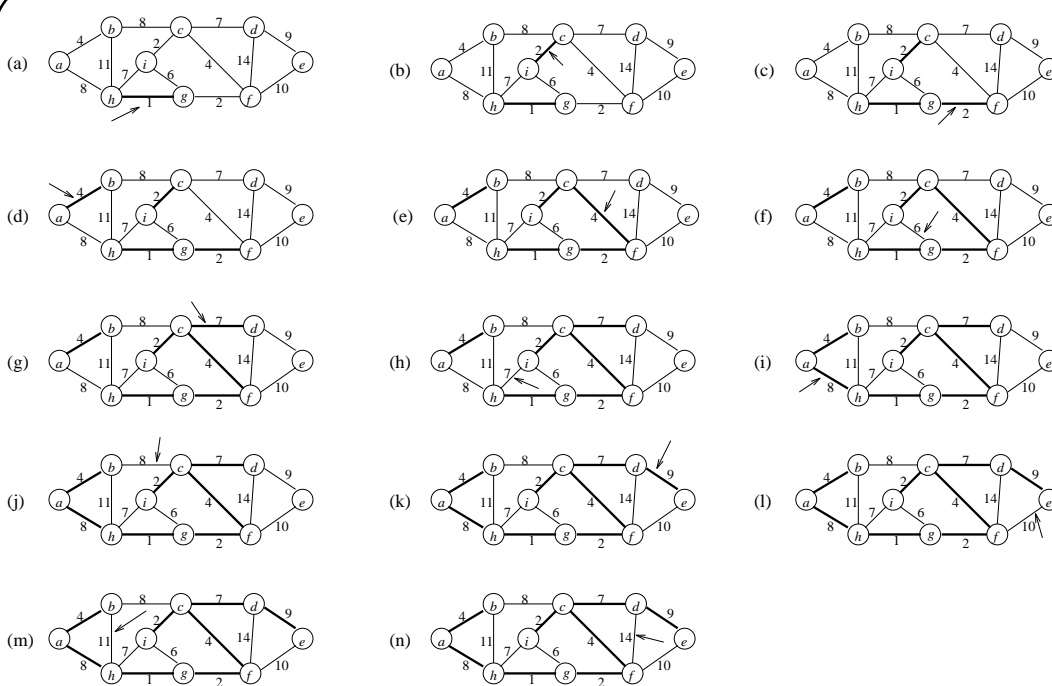 8 7
b c d
4 2 9
(a) a 11 i 4 14 e
8 7 6 10
h 1 g 2 f
8 7
b c d
4 2 9
(b) a 11 i 4 14 e
8 7 6 10
h 1 g 2 f
8 7
b c d
4 2 9
(c) a 11 i 4 14 e
8 7 6 10
h 1 g 2 f
8 7
b c d
4 2 9
(d) a 11 i 4 14 e
8 7 6 10
h 1 g 2 f
8 7
b c d
4 2 9
(e) a 11 i 4 14 e
8 7 6 10
h 1 g 2 f
8 7
b c d
4 2 9
(f) a 11 i 4 14 e
8 7 6 10
h 1 g 2 f
8 7
b c d
4 2 9
(g) a 11 i 4 14 e
8 7 6 10
h 1 g 2 f
8 7
b c d
4 2 9
(h) a 11 i 4 14 e
8 7 6 10
h 1 g 2 f
8 7
b c d
4 2 9
(i) a 11 i 4 14 e
8 7 6 10
h 1 g 2 f
8 7
b c d
4 2 9
(j) a 11 i 4 14 e
8 7 6 10
h 1 g 2 f
8 7
b c d
4 2 9
(k) a 11 i 4 14 e
8 7 6 10
h 1 g 2 f
8 7
b c d
4 2 9
(l) a 11 i 4 14 e
8 7 6 10
h 1 g 2 f
8 7
b c d
4 2 9
(m) a 11 i 4 14 e
8 7 6 10
h 1 g 2 f
8 7
b c d
4 2 9
(n) a 11 i 4 14 e
8 7 6 10
h 1 g 2 f